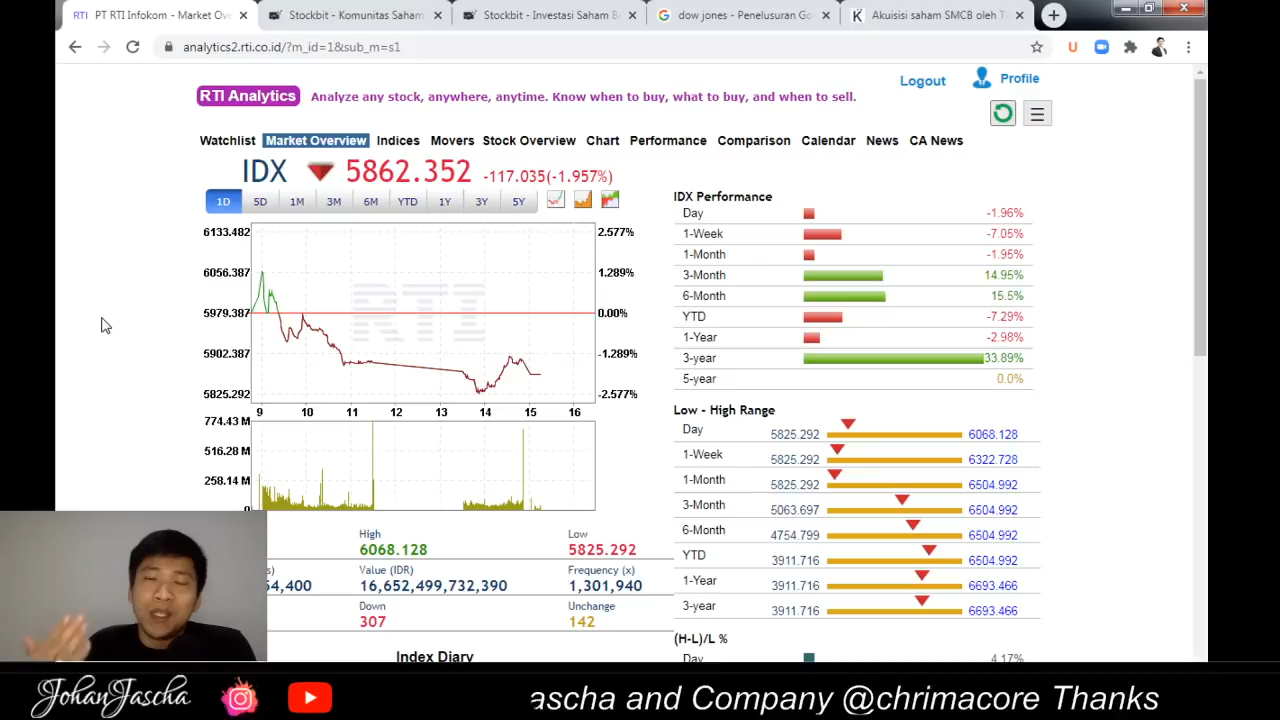 RTI PT RTI Infokom - Market Ove
Stockbit - Komunitas Saham
Stockbit - Investasi Saham B
dow jones - Penelusuran Go
Akuisisi saham SMCB oleh T
analytics2.rti.co.id/?m_id=1&sub_m=s1
Logout Profile
RTI Analytics Analyze any stock, anywhere, anytime. Know when to buy, what to buy, and when to sell.
Watchlist Market Overview Indices Movers Stock Overview Chart Performance Comparison Calendar News CA News
IDX 5862.352 -117.035(-1.957%)
1D 5D 1M 3M 6M YTD 1Y 3Y 5Y
6133.482 2.577%
6056.387 1.289%
5979.387 0.00%
5902.387 -1.289%
5825.292 -2.577%
RTI
9 10 11 12 13 14 15 16
774.43 M
516.28 M
258.14 M
0
High Low
6068.128 5825.292
s) Value (IDR) Frequency (x)
54,400 16,652,499,732,390 1,301,940
Down Unchange
307 142
Index Diary
IDX Performance
Day -1.96%
1-Week -7.05%
1-Month -1.95%
3-Month 14.95%
6-Month 15.5%
YTD -7.29%
1-Year -2.98%
3-year 33.89%
5-year 0.0%
Low - High Range
Day 5825.292 6068.128
1-Week 5825.292 6322.728
1-Month 5825.292 6504.992
3-Month 5063.697 6504.992
6-Month 4754.799 6504.992
YTD 3911.716 6504.992
1-Year 3911.716 6693.466
3-year 3911.716 6693.466
(H-L)/L %
Day 4.17%
JohanJascha
ascha and Company @chrimacore Thanks